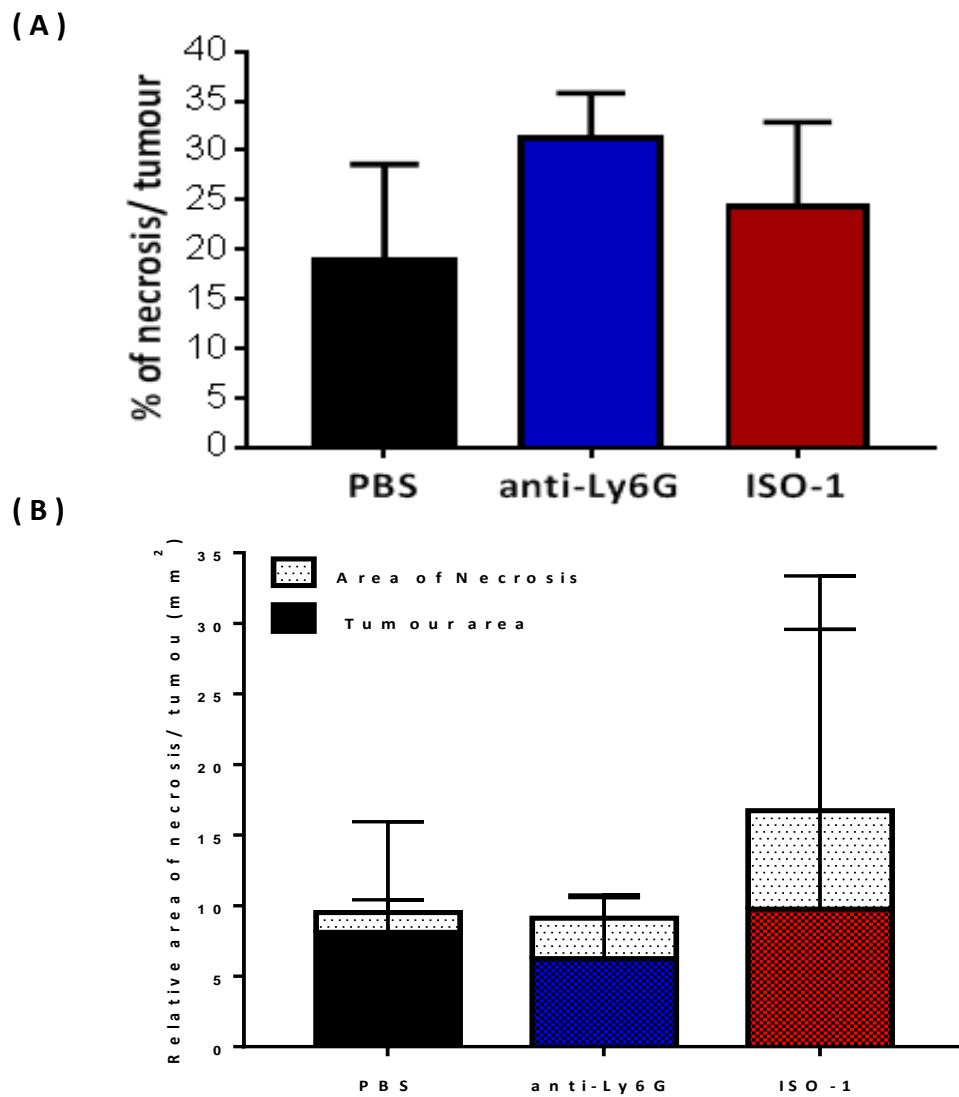 ( A )
% of necrosis/ tumour
40
35
30
25
20
15
10
5
0
PBS anti-Ly6G ISO-1
( B )
Relative area of necrosis/ tumou (mm²)
35
30
25
20
15
10
5
0
Area of Necrosis
Tumour area
PBS anti-Ly6G ISO-1